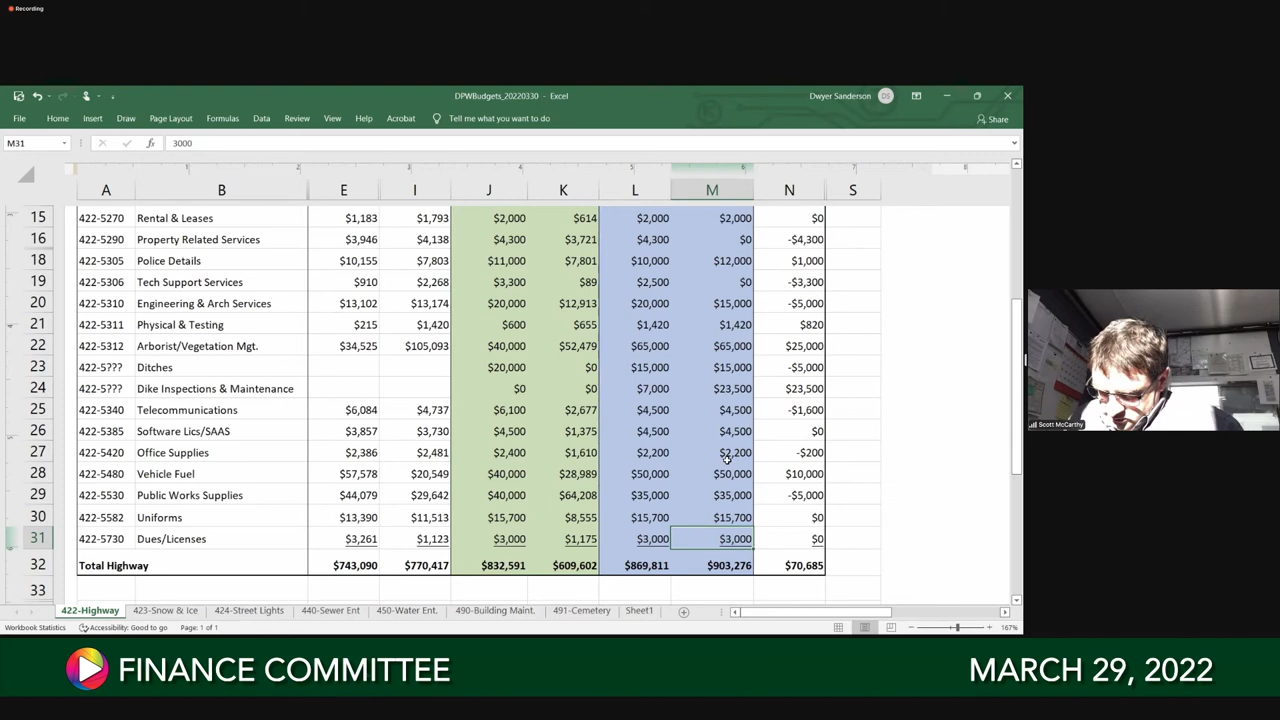 Recording
DPWBudgets_20220330 - Excel
Dwyer Sanderson DS
File Home Insert Draw Page Layout Formulas Data Review View Help Acrobat Tell me what you want to do Share
M31 fx 3000
1 2 3 4 5 6 7 8
A B E I J K L M N S
15 422-5270 Rental & Leases $1,183 $1,793 $2,000 $614 $2,000 $2,000 $0
16 422-5290 Property Related Services $3,946 $4,138 $4,300 $3,721 $4,300 $0 -$4,300
18 422-5305 Police Details $10,155 $7,803 $11,000 $7,801 $10,000 $12,000 $1,000
19 422-5306 Tech Support Services $910 $2,268 $3,300 $89 $2,500 $0 -$3,300
20 422-5310 Engineering & Arch Services $13,102 $13,174 $20,000 $12,913 $20,000 $15,000 -$5,000
21 422-5311 Physical & Testing $215 $1,420 $600 $655 $1,420 $1,420 $820
22 422-5312 Arborist/Vegetation Mgt. $34,525 $105,093 $40,000 $52,479 $65,000 $65,000 $25,000
23 422-5??? Ditches $20,000 $0 $15,000 $15,000 -$5,000
24 422-5??? Dike Inspections & Maintenance $0 $0 $7,000 $23,500 $23,500
25 422-5340 Telecommunications $6,084 $4,737 $6,100 $2,677 $4,500 $4,500 -$1,600
26 422-5385 Software Lics/SAAS $3,857 $3,730 $4,500 $1,375 $4,500 $4,500 $0
27 422-5420 Office Supplies $2,386 $2,481 $2,400 $1,610 $2,200 $2,200 -$200
28 422-5480 Vehicle Fuel $57,578 $20,549 $40,000 $28,989 $50,000 $50,000 $10,000
29 422-5530 Public Works Supplies $44,079 $29,642 $40,000 $64,208 $35,000 $35,000 -$5,000
30 422-5582 Uniforms $13,390 $11,513 $15,700 $8,555 $15,700 $15,700 $0
31 422-5730 Dues/Licenses $3,261 $1,123 $3,000 $1,175 $3,000 $3,000 $0
32 Total Highway $743,090 $770,417 $832,591 $609,602 $869,811 $903,276 $70,685
33
422-Highway 423-Snow & Ice 424-Street Lights 440-Sewer Ent 450-Water Ent. 490-Building Maint. 491-Cemetery Sheet1
Workbook Statistics Accessibility: Good to go Page: 1 of 1 167%
Scott McCarthy
FINANCE COMMITTEE
MARCH 29, 2022